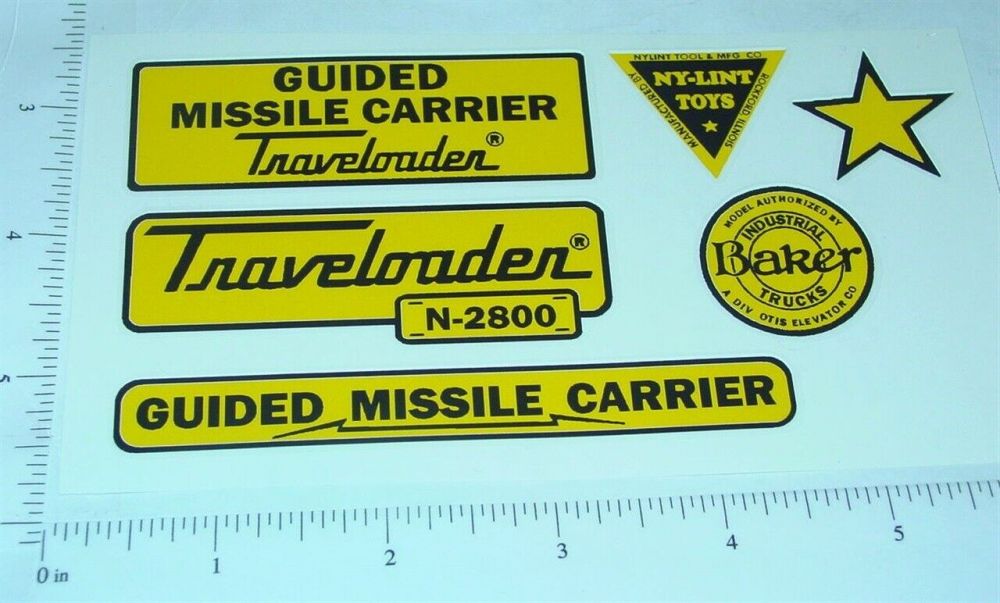 GUIDED
MISSILE CARRIER
Traveloader®
NYLINT TOOL & MFG CO
ROCKFORD ILLINOIS
MANUFACTURED BY
NY-LINT
TOYS
Traveloader®
N-2800
MODEL AUTHORIZED BY
INDUSTRIAL
Baker
TRUCKS
A DIV OTIS ELEVATOR CO
GUIDED MISSILE CARRIER
3
4
5
0 in 1 2 3 4 5